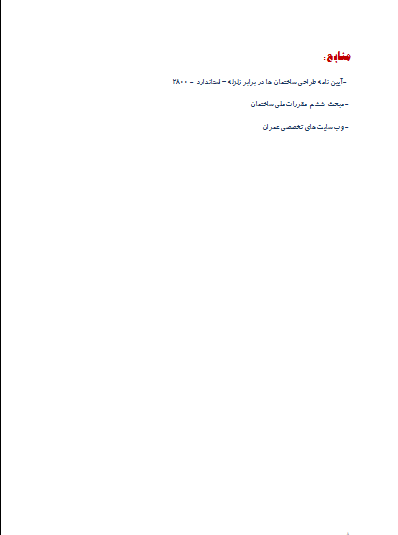 منابع:
-آیین نامه طراحی ساختمان ها در برابر زلزله – استاندارد - ۲۸۰۰
-مبحث ششم مقررات ملی ساختمان
-وب سایت های تخصصی عمران